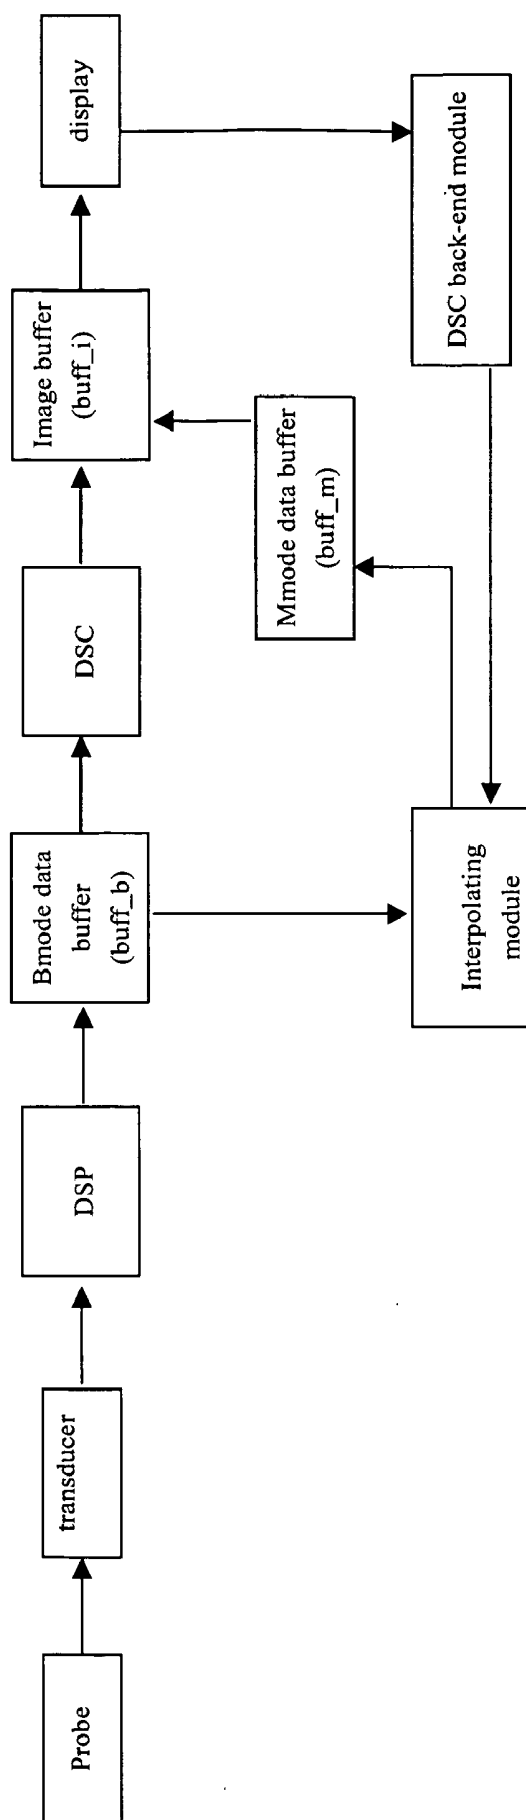 Probe
transducer
DSP
Bmode data
buffer
(buff_b)
DSC
Image buffer
(buff_i)
display
Mmode data buffer
(buff_m)
Interpolating
module
DSC back-end module